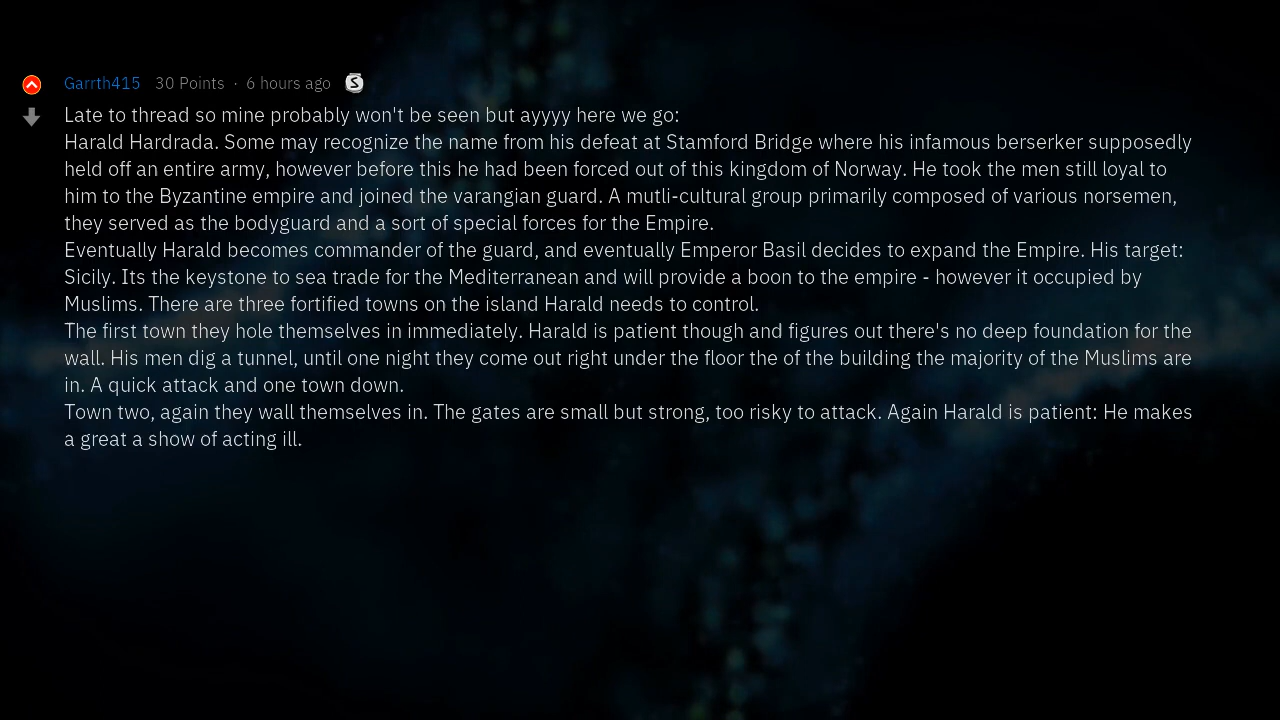 Garrth415 30 Points · 6 hours ago
Late to thread so mine probably won't be seen but ayyyy here we go:
Harald Hardrada. Some may recognize the name from his defeat at Stamford Bridge where his infamous berserker supposedly
held off an entire army, however before this he had been forced out of this kingdom of Norway. He took the men still loyal to
him to the Byzantine empire and joined the varangian guard. A mutli-cultural group primarily composed of various norsemen,
they served as the bodyguard and a sort of special forces for the Empire.
Eventually Harald becomes commander of the guard, and eventually Emperor Basil decides to expand the Empire. His target:
Sicily. Its the keystone to sea trade for the Mediterranean and will provide a boon to the empire - however it occupied by
Muslims. There are three fortified towns on the island Harald needs to control.
The first town they hole themselves in immediately. Harald is patient though and figures out there's no deep foundation for the
wall. His men dig a tunnel, until one night they come out right under the floor the of the building the majority of the Muslims are
in. A quick attack and one town down.
Town two, again they wall themselves in. The gates are small but strong, too risky to attack. Again Harald is patient: He makes
a great a show of acting ill.